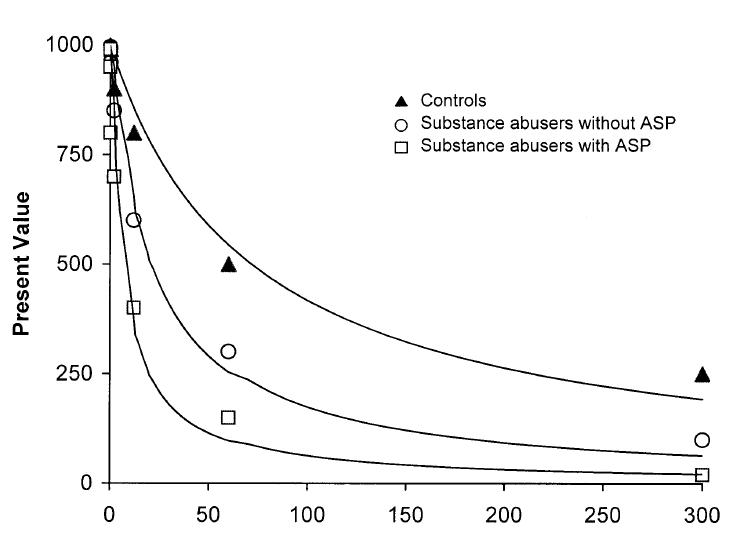 1000
750
500
250
0
Present Value
Controls
Substance abusers without ASP
Substance abusers with ASP
0 50 100 150 200 250 300